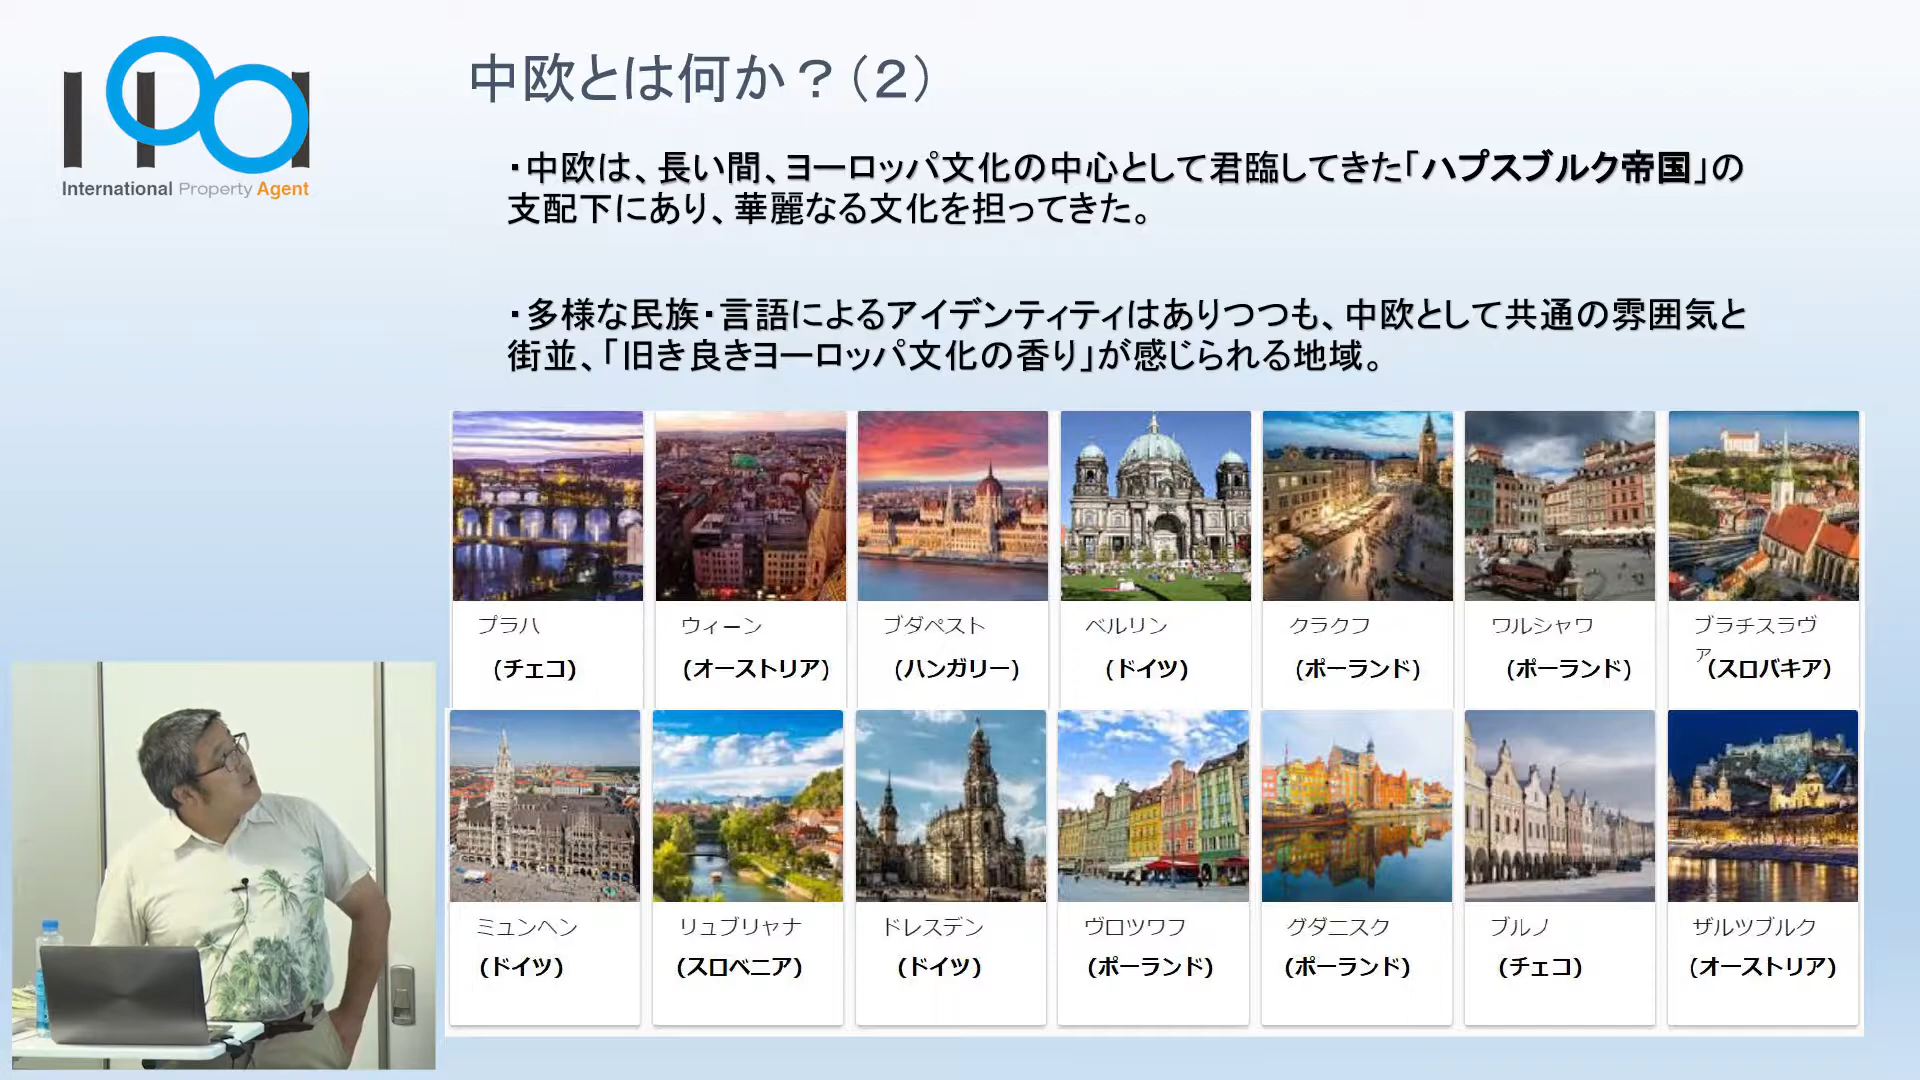 IPA
International Property Agent
中欧とは何か？（2）
・中欧は、長い間、ヨーロッパ文化の中心として君臨してきた「ハプスブルク帝国」の
支配下にあり、華麗なる文化を担ってきた。
・多様な民族・言語によるアイデンティティはありつつも、中欧として共通の雰囲気と
街並、「旧き良きヨーロッパ文化の香り」が感じられる地域。
プラハ
（チェコ）
ウィーン
（オーストリア）
ブダペスト
（ハンガリー）
ベルリン
（ドイツ）
クラクフ
（ポーランド）
ワルシャワ
（ポーランド）
ブラチスラヴ
ア
（スロバキア）
ミュンヘン
（ドイツ）
リュブリャナ
（スロベニア）
ドレスデン
（ドイツ）
ヴロツワフ
（ポーランド）
グダニスク
（ポーランド）
ブルノ
（チェコ）
ザルツブルク
（オーストリア）